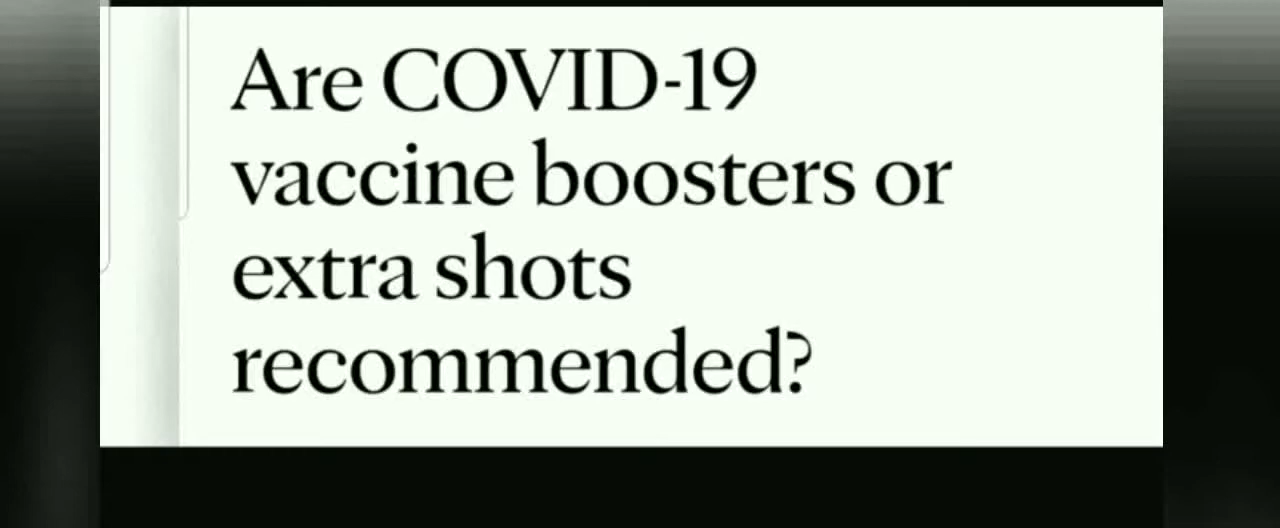 Are COVID-19
vaccine boosters or
extra shots
recommended?